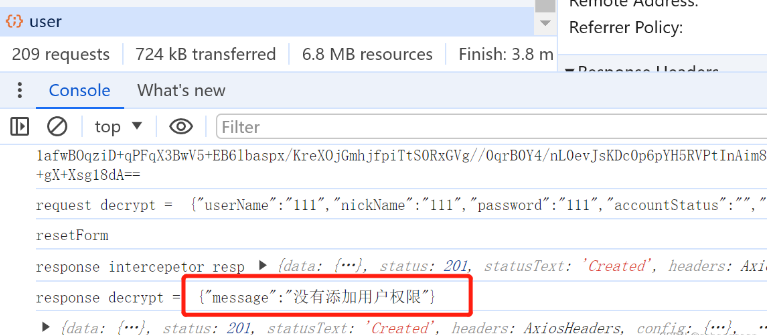 Remote Address:
user
Referrer Policy:
209 requests 724 kB transferred 6.8 MB resources Finish: 3.8 m
Response Headers
Console What's new
top Filter
1afwBOqziD+qPFqX3BwV5+EB6lbaspx/KreXOjGmhjfpiTtSORxGVg//0qrBOY4/nL0evJsKDc0p6pYH5RVPtInAim8
+gX+Xsg18dA==
request decrypt = {"userName":"111","nickName":"111","password":"111","accountStatus":"","
resetForm
response intercepetor resp ▶ {data: {…}, status: 201, statusText: 'Created', headers: Axio
response decrypt = {"message":"没有添加用户权限"}
▶ {data: {…}, status: 201, statusText: 'Created', headers: AxiosHeaders, config: {…},